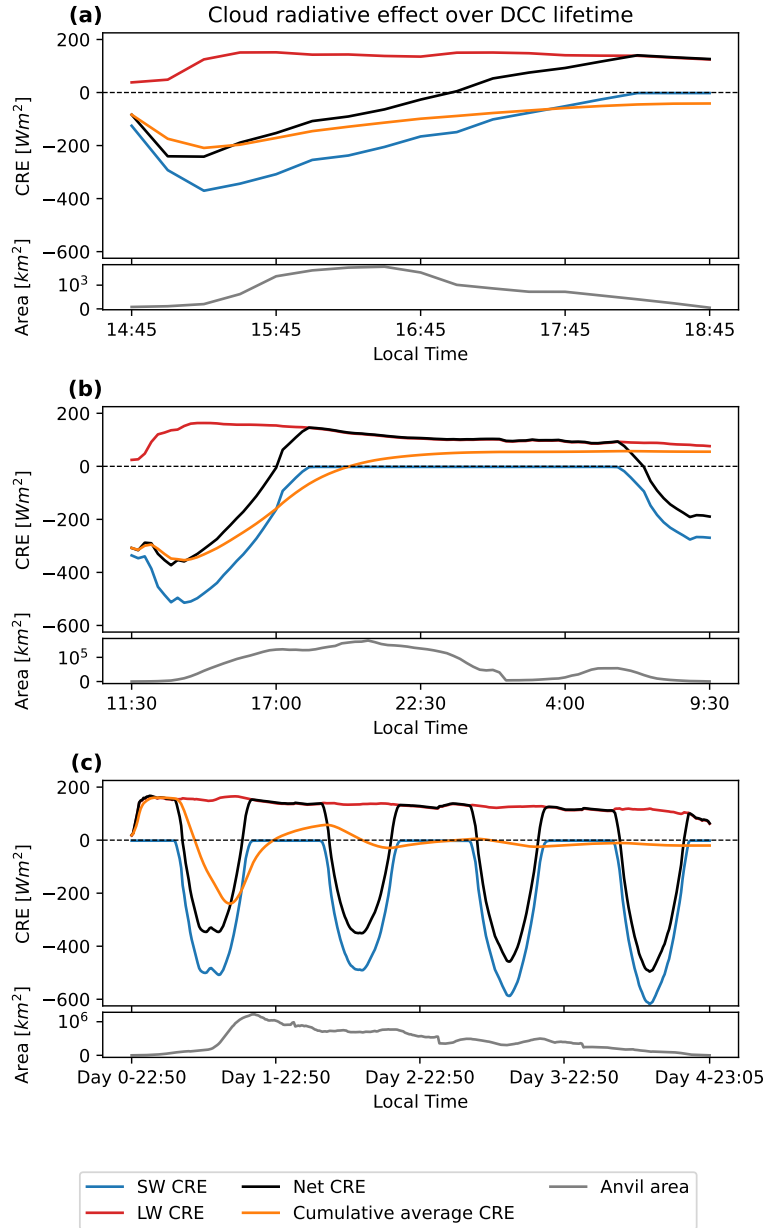 Cloud radiative effect over DCC lifetime
(a)
200
0
−200
−400
−600
CRE [Wm²]
10³
0
Area [km²]
14:45 15:45 16:45 17:45 18:45
Local Time
(b)
200
0
−200
−400
−600
CRE [Wm²]
10⁵
0
Area [km²]
11:30 17:00 22:30 4:00 9:30
Local Time
(c)
200
0
−200
−400
−600
CRE [Wm²]
10⁶
0
Area [km²]
Day 0-22:50 Day 1-22:50 Day 2-22:50 Day 3-22:50 Day 4-23:05
Local Time
SW CRE Net CRE Anvil area
LW CRE Cumulative average CRE